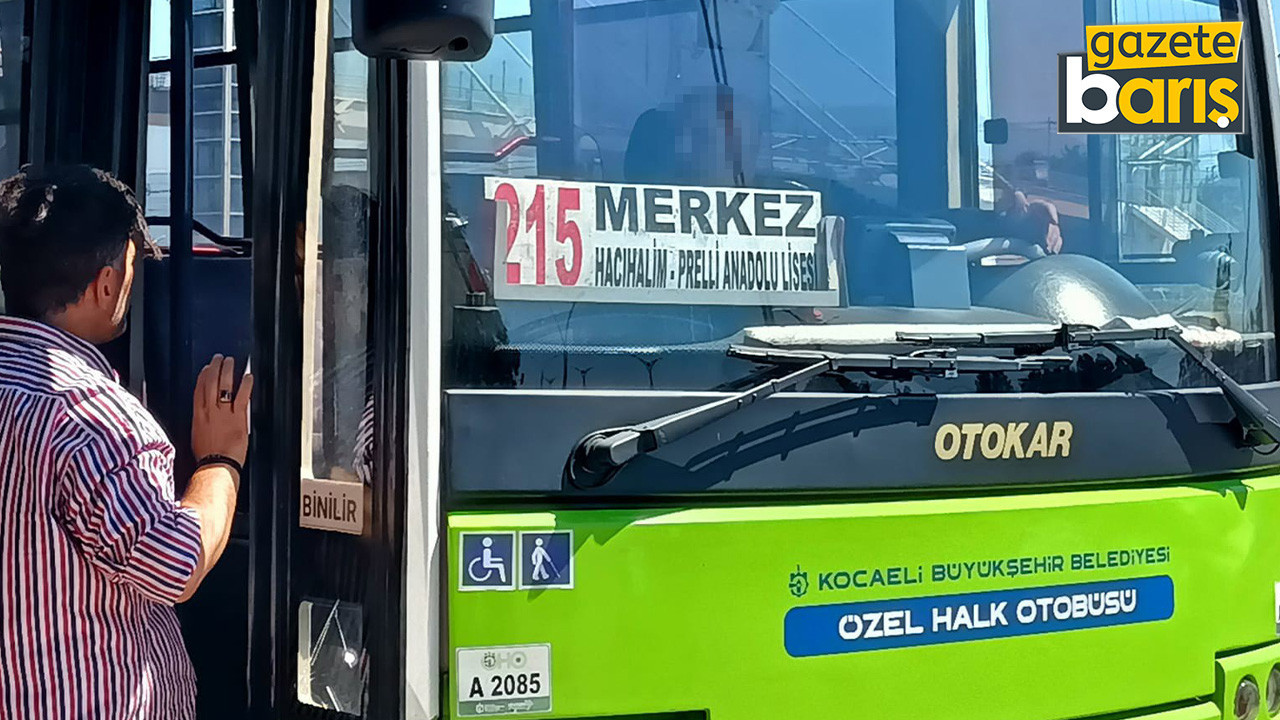 gazete
barış
215 MERKEZ
HACIHALİM - PRELLİ ANADOLU LİSESİ
OTOKAR
BİNİLİR
KOCAELİ BÜYÜKŞEHİR BELEDİYESİ
ÖZEL HALK OTOBÜSÜ
ÖHO
A 2085